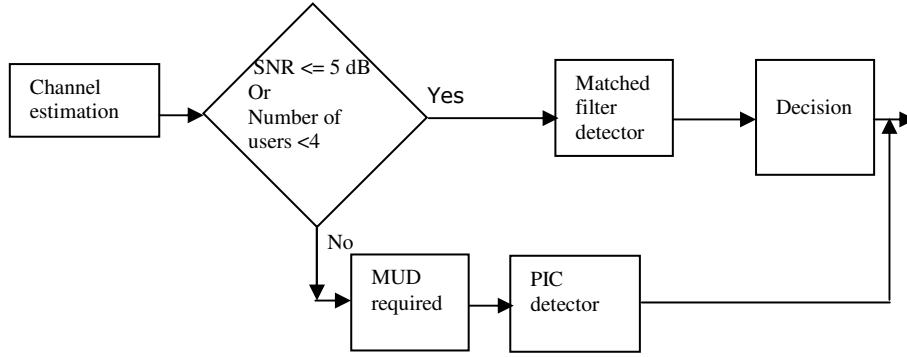 Channel
estimation
SNR <= 5 dB
Or
Number of
users <4
Yes
Matched
filter
detector
Decision
No
MUD
required
PIC
detector